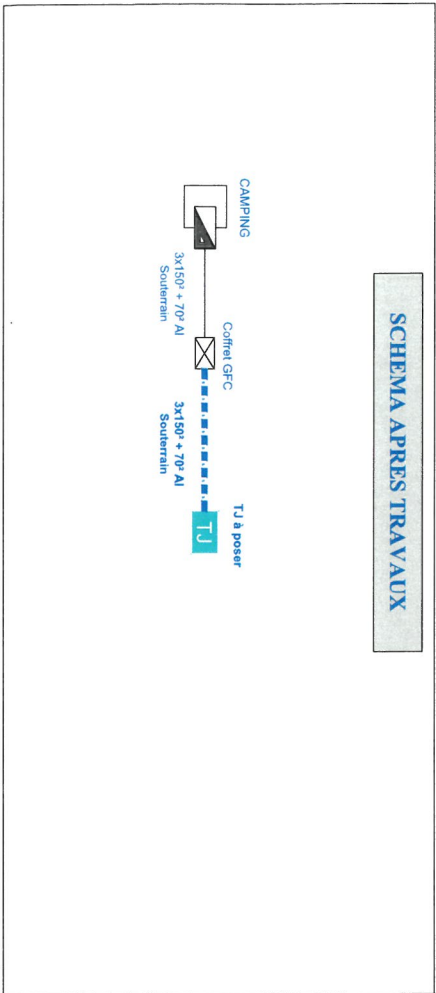 SCHEMA APRES TRAVAUX
CAMPING
3x150² + 70² Al
Souterrain
Coffret GFC
3x150² + 70² Al
Souterrain
TJ à poser
TJ